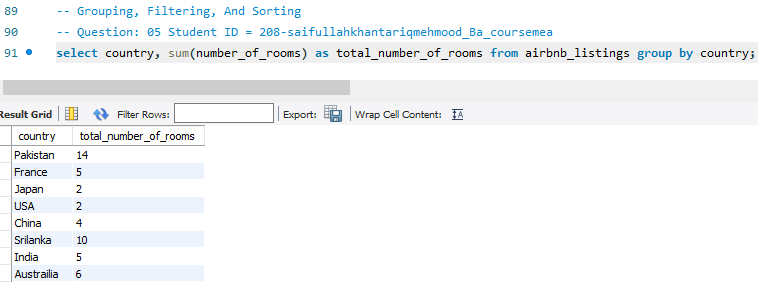 89 -- Grouping, Filtering, And Sorting
90 -- Question: 05 Student ID = 208-saifullahkhantariqmehmood_Ba_coursemea
91 select country, sum(number_of_rooms) as total_number_of_rooms from airbnb_listings group by country;
Result Grid Filter Rows: Export: Wrap Cell Content: IA
country total_number_of_rooms
Pakistan 14
France 5
Japan 2
USA 2
China 4
Srilanka 10
India 5
Austrailia 6